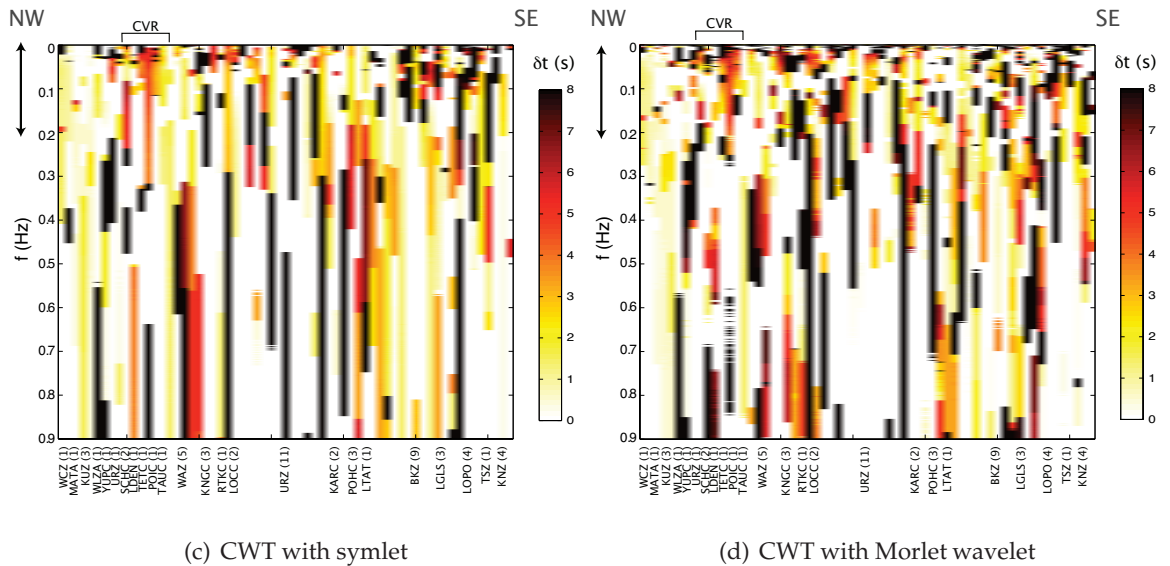 NW
CVR
SE
δt (s)
f (Hz)
0
0.1
0.2
0.3
0.4
0.5
0.6
0.7
0.8
0.9
8
7
6
5
4
3
2
1
0
WCZ (1)
MATA (1)
KUZ (3)
WLZA (1)
YUPC (1)
URZ (1)
SCHC (2)
LDEN (1)
TETC (1)
POIC (1)
TAUC (1)
WAZ (5)
KNGC (3)
RTKC (1)
LOCC (2)
URZ (11)
KARC (2)
POHC (3)
LTAT (1)
BKZ (9)
LGLS (3)
LOPO (4)
TSZ (1)
KNZ (4)
(c) CWT with symlet
NW
CVR
SE
δt (s)
f (Hz)
0
0.1
0.2
0.3
0.4
0.5
0.6
0.7
0.8
0.9
8
7
6
5
4
3
2
1
0
WCZ (1)
MATA (1)
KUZ (3)
WLZA (1)
YUPC (1)
URZ (1)
SCHC (2)
LDEN (1)
TETC (1)
POIC (1)
TAUC (1)
WAZ (5)
KNGC (3)
RTKC (1)
LOCC (2)
URZ (11)
KARC (2)
POHC (3)
LTAT (1)
BKZ (9)
LGLS (3)
LOPO (4)
TSZ (1)
KNZ (4)
(d) CWT with Morlet wavelet